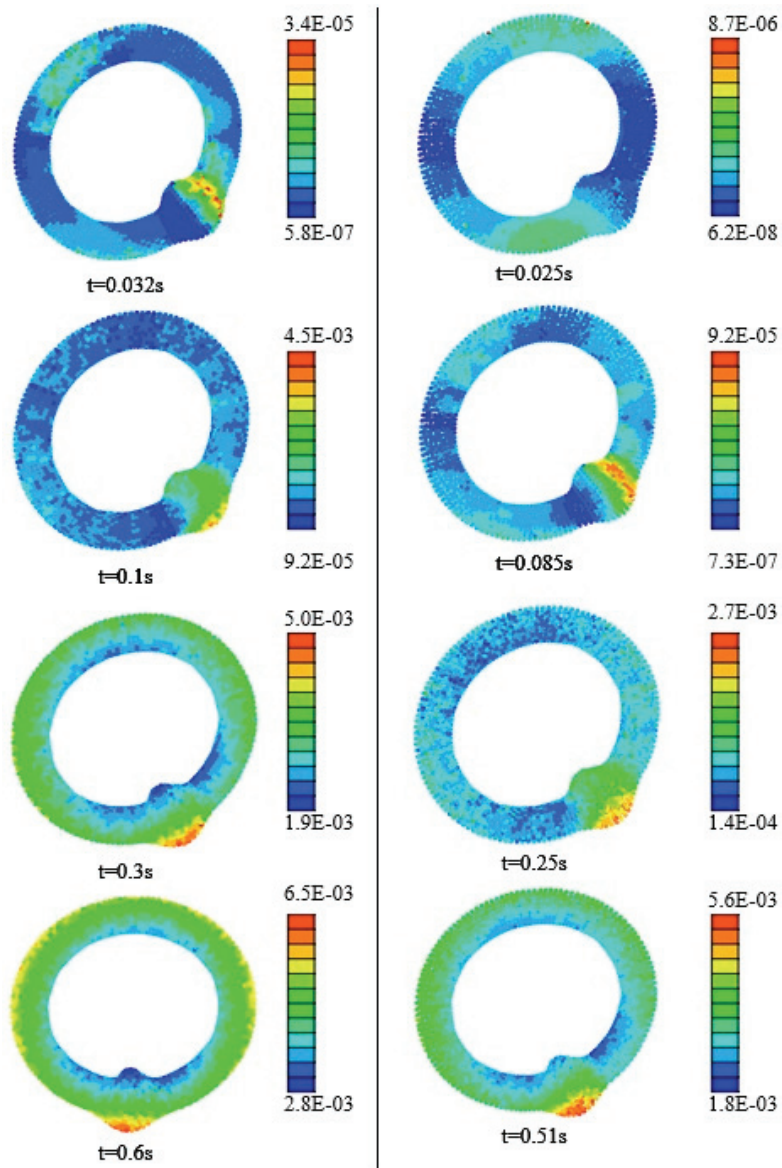 3.4E-05
5.8E-07
t=0.032s
4.5E-03
9.2E-05
t=0.1s
5.0E-03
1.9E-03
t=0.3s
6.5E-03
2.8E-03
t=0.6s
8.7E-06
6.2E-08
t=0.025s
9.2E-05
7.3E-07
t=0.085s
2.7E-03
1.4E-04
t=0.25s
5.6E-03
1.8E-03
t=0.51s